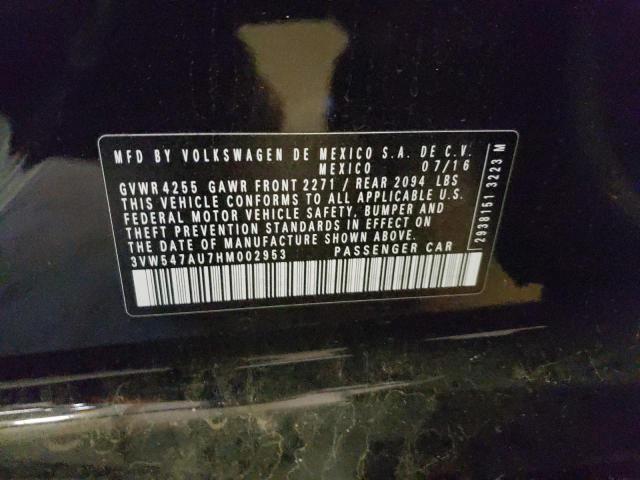 MFD BY VOLKSWAGEN DE MEXICO S.A. DE C.V.
MEXICO 07/16
GVWR 4255 GAWR FRONT 2271 / REAR 2094 LBS
THIS VEHICLE CONFORMS TO ALL APPLICABLE U.S.
FEDERAL MOTOR VEHICLE SAFETY, BUMPER AND
THEFT PREVENTION STANDARDS IN EFFECT ON
THE DATE OF MANUFACTURE SHOWN ABOVE.
3VW547AU7HM002953 PASSENGER CAR
2938151 3223 M